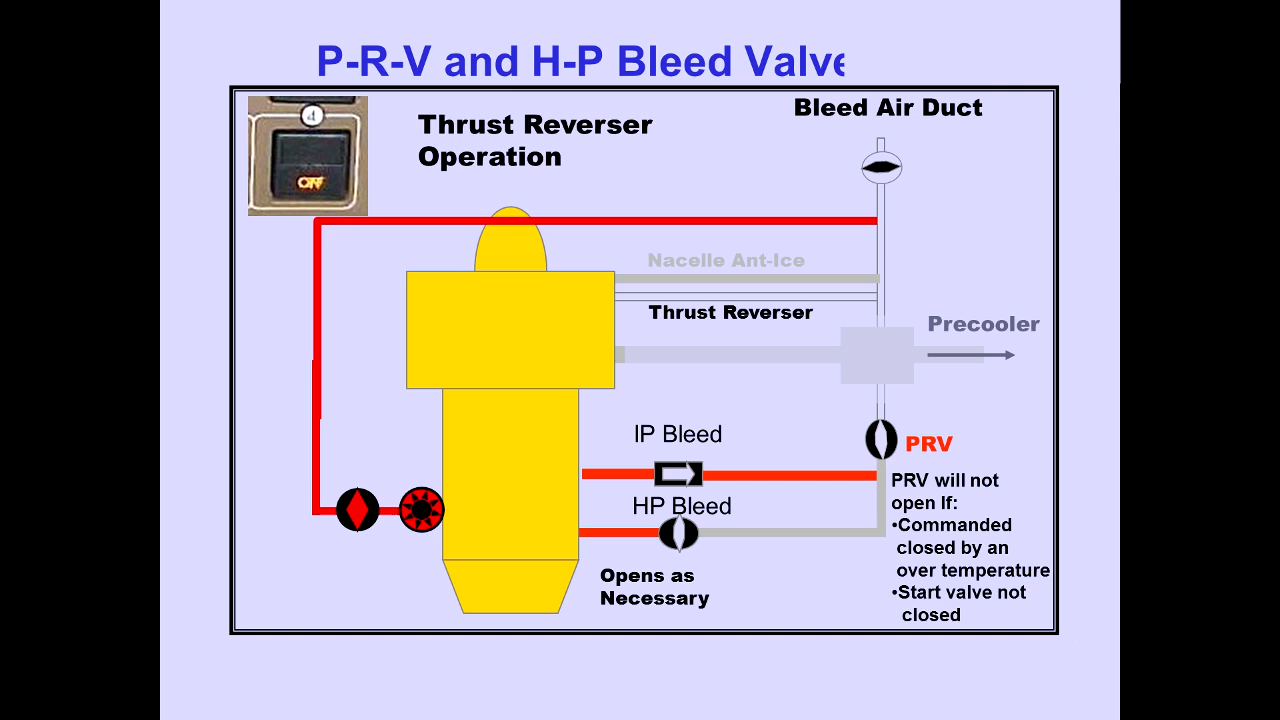 P-R-V and H-P Bleed Valve
4
OFF
Thrust Reverser
Operation
Bleed Air Duct
Nacelle Ant-Ice
Thrust Reverser
Precooler
IP Bleed
PRV
HP Bleed
PRV will not
open If:
•Commanded
closed by an
over temperature
•Start valve not
closed
Opens as
Necessary